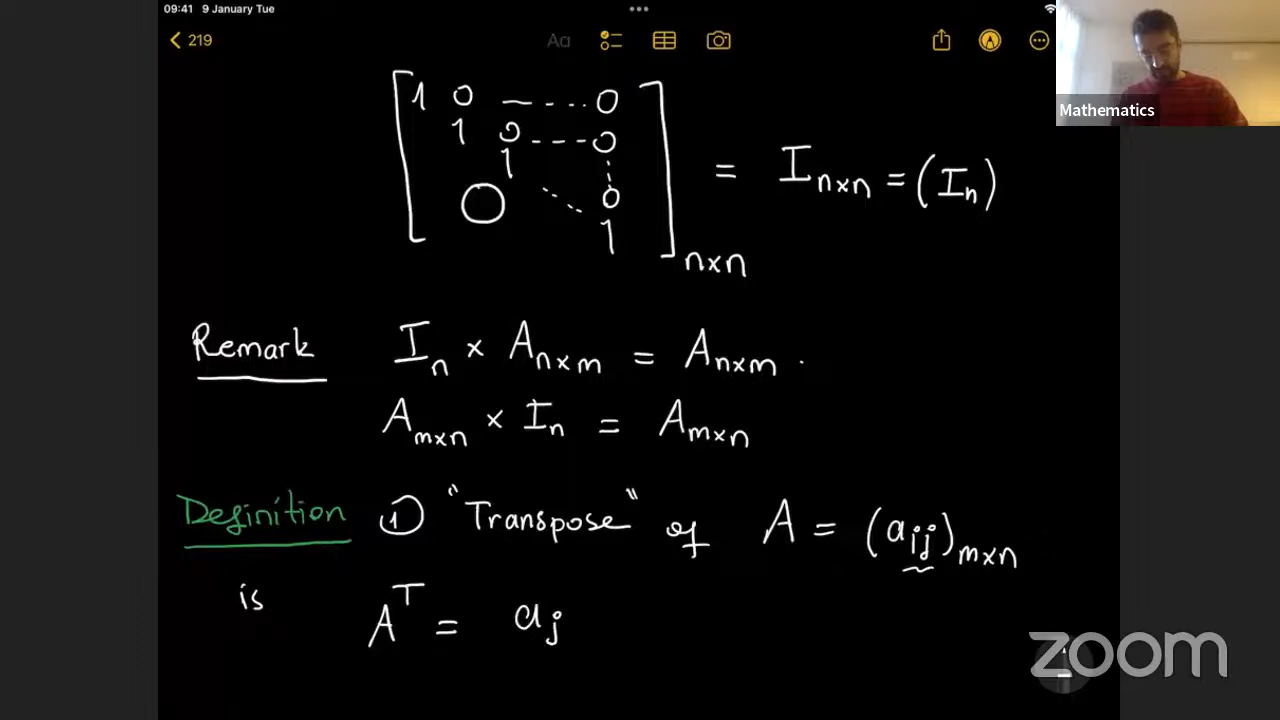 09:41 9 January Tue
219
Aa
Mathematics
1 0 — - - - 0
1 0 - - - - 0
1
0 0
1
n×n
= I n×n = (I n)
Remark I n × A n×m = A n×m .
A m×n × I n = A m×n
Definition ① "Transpose" of A = (a ij) m×n
is A^T = a j
zoom